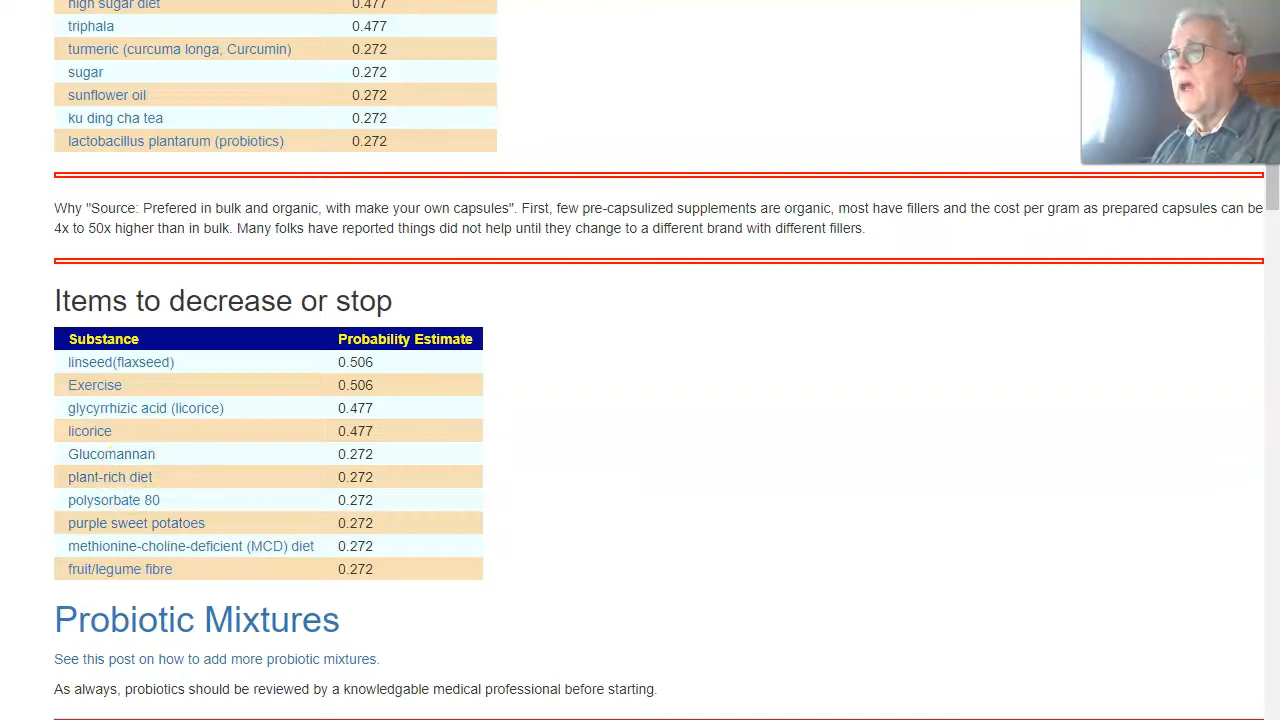 high sugar diet 0.477
triphala 0.477
turmeric (curcuma longa, Curcumin) 0.272
sugar 0.272
sunflower oil 0.272
ku ding cha tea 0.272
lactobacillus plantarum (probiotics) 0.272
Why "Source: Prefered in bulk and organic, with make your own capsules". First, few pre-capsulized supplements are organic, most have fillers and the cost per gram as prepared capsules can be
4x to 50x higher than in bulk. Many folks have reported things did not help until they change to a different brand with different fillers.
Items to decrease or stop
Substance Probability Estimate
linseed(flaxseed) 0.506
Exercise 0.506
glycyrrhizic acid (licorice) 0.477
licorice 0.477
Glucomannan 0.272
plant-rich diet 0.272
polysorbate 80 0.272
purple sweet potatoes 0.272
methionine-choline-deficient (MCD) diet 0.272
fruit/legume fibre 0.272
Probiotic Mixtures
See this post on how to add more probiotic mixtures.
As always, probiotics should be reviewed by a knowledgable medical professional before starting.